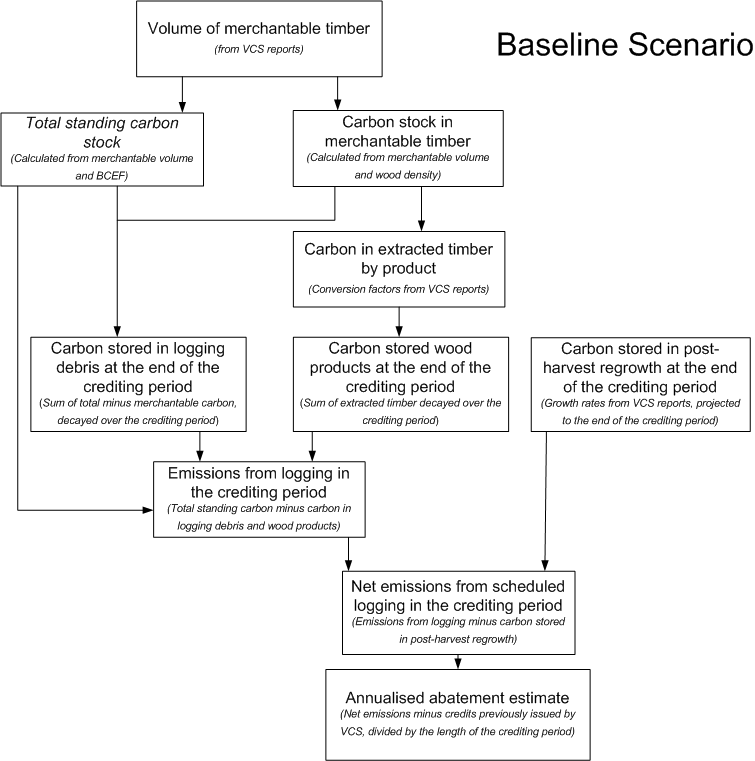 Baseline Scenario
Volume of merchantable timber
(from VCS reports)
Total standing carbon
stock
(Calculated from merchantable volume
and BCEF)
Carbon stock in
merchantable timber
(Calculated from merchantable volume
and wood density)
Carbon in extracted timber
by product
(Conversion factors from VCS reports)
Carbon stored in logging
debris at the end of the
crediting period
(Sum of total minus merchantable carbon,
decayed over the crediting period)
Carbon stored wood
products at the end of the
crediting period
(Sum of extracted timber decayed over the
crediting period)
Carbon stored in post-
harvest regrowth at the end
of the crediting period
(Growth rates from VCS reports, projected
to the end of the crediting period)
Emissions from logging in
the crediting period
(Total standing carbon minus carbon in
logging debris and wood products)
Net emissions from scheduled
logging in the crediting period
(Emissions from logging minus carbon stored
in post-harvest regrowth)
Annualised abatement estimate
(Net emissions minus credits previously issued by
VCS, divided by the length of the crediting period)